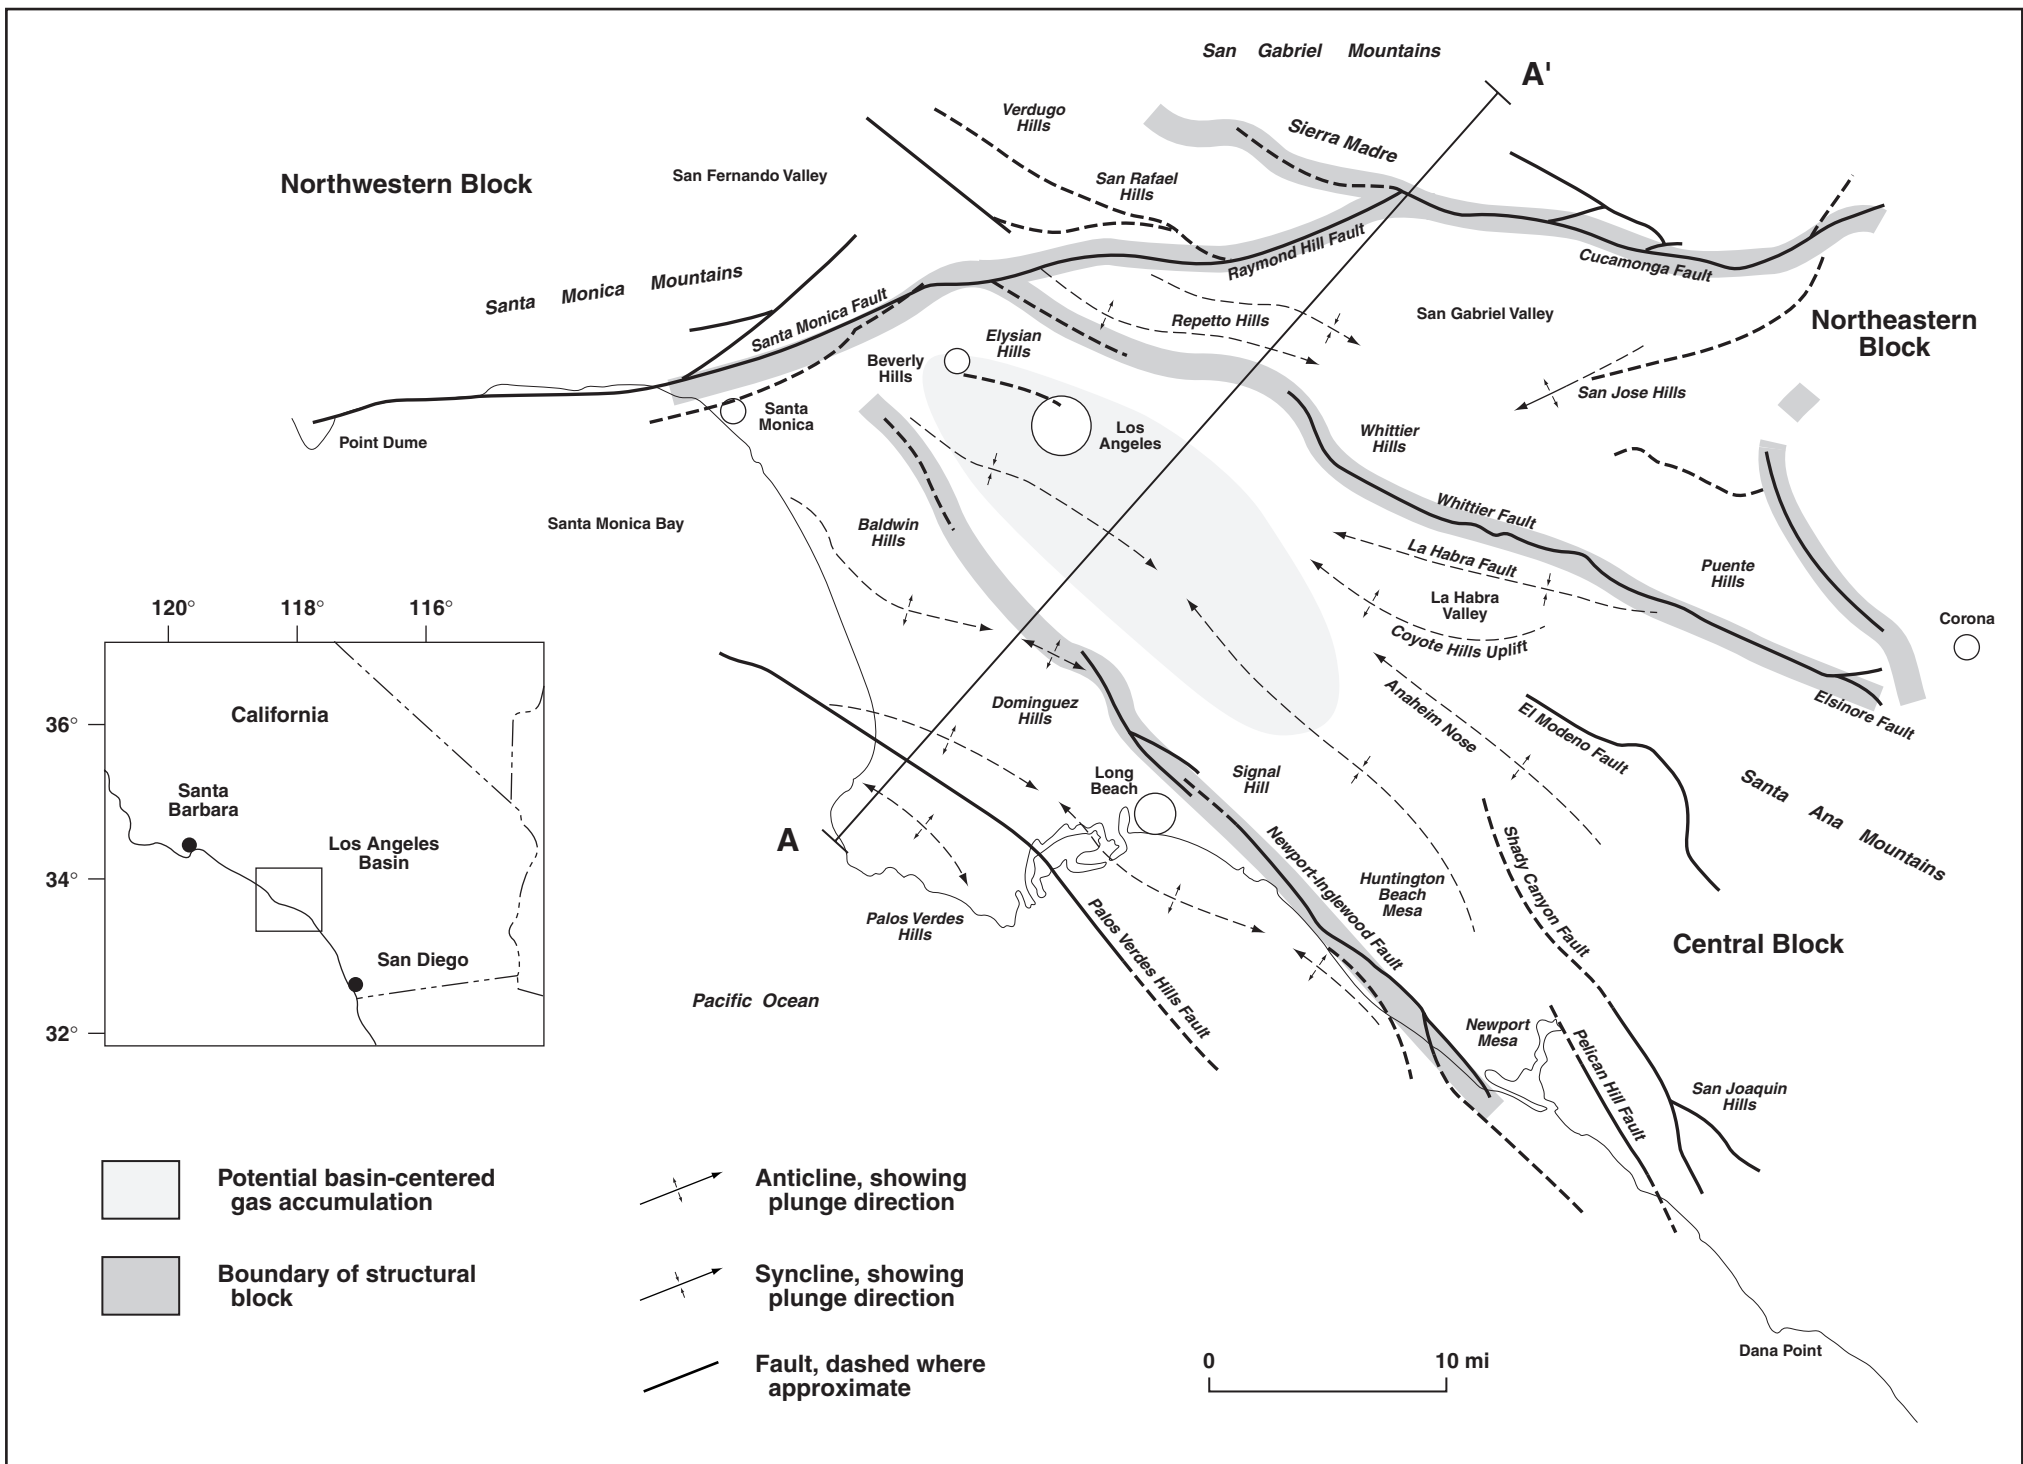 San Gabriel Mountains
A'
Verdugo
Hills
Sierra Madre
Northwestern Block
San Fernando Valley
San Rafael
Hills
Raymond Hill Fault
Cucamonga Fault
Santa Monica Mountains
Santa Monica Fault
Repetto Hills
San Gabriel Valley
Northeastern
Block
Elysian
Hills
Beverly
Hills
San Jose Hills
Santa
Monica
Los
Angeles
Point Dume
Whittier
Hills
Whittier Fault
Santa Monica Bay
Baldwin
Hills
La Habra Fault
Puente
Hills
La Habra
Valley
Coyote Hills Uplift
Corona
120° 118° 116°
36°
34°
32°
California
Santa
Barbara
Los Angeles
Basin
San Diego
Dominguez
Hills
Anaheim Nose
El Modeno Fault
Elsinore Fault
Long
Beach
Signal
Hill
Santa Ana Mountains
A
Newport-Inglewood Fault
Shady Canyon Fault
Huntington
Beach
Mesa
Palos Verdes
Hills
Palos Verdes Hills Fault
Central Block
Pacific Ocean
Newport
Mesa
Pelican Hill Fault
San Joaquin
Hills
Potential basin-centered
gas accumulation
Boundary of structural
block
Anticline, showing
plunge direction
Syncline, showing
plunge direction
Fault, dashed where
approximate
0 10 mi
Dana Point